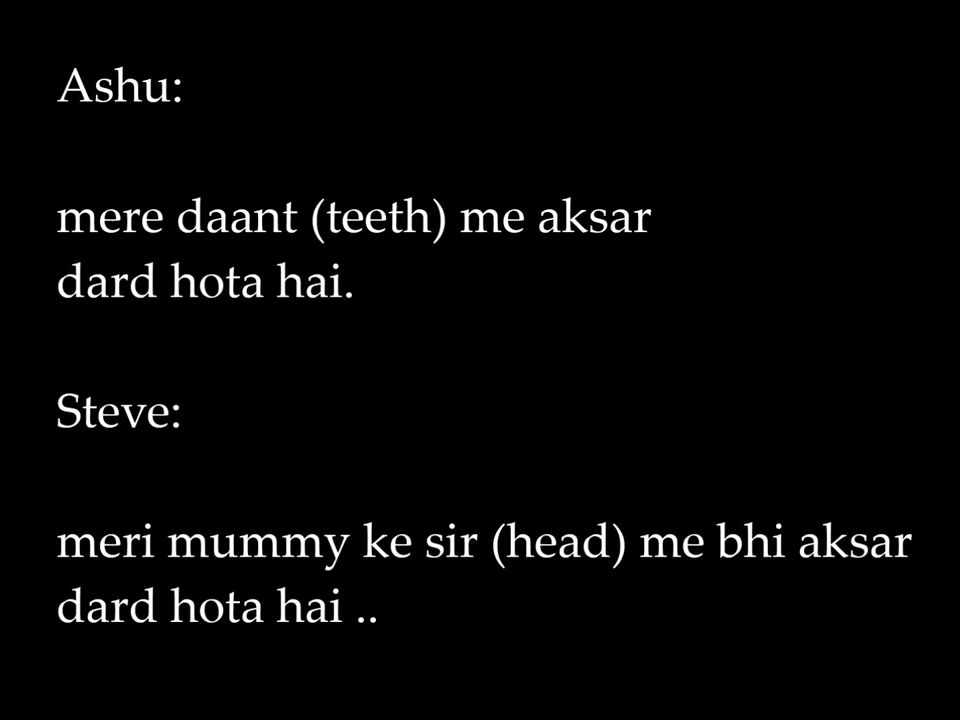 Ashu:
mere daant (teeth) me aksar
dard hota hai.
Steve:
meri mummy ke sir (head) me bhi aksar
dard hota hai ..